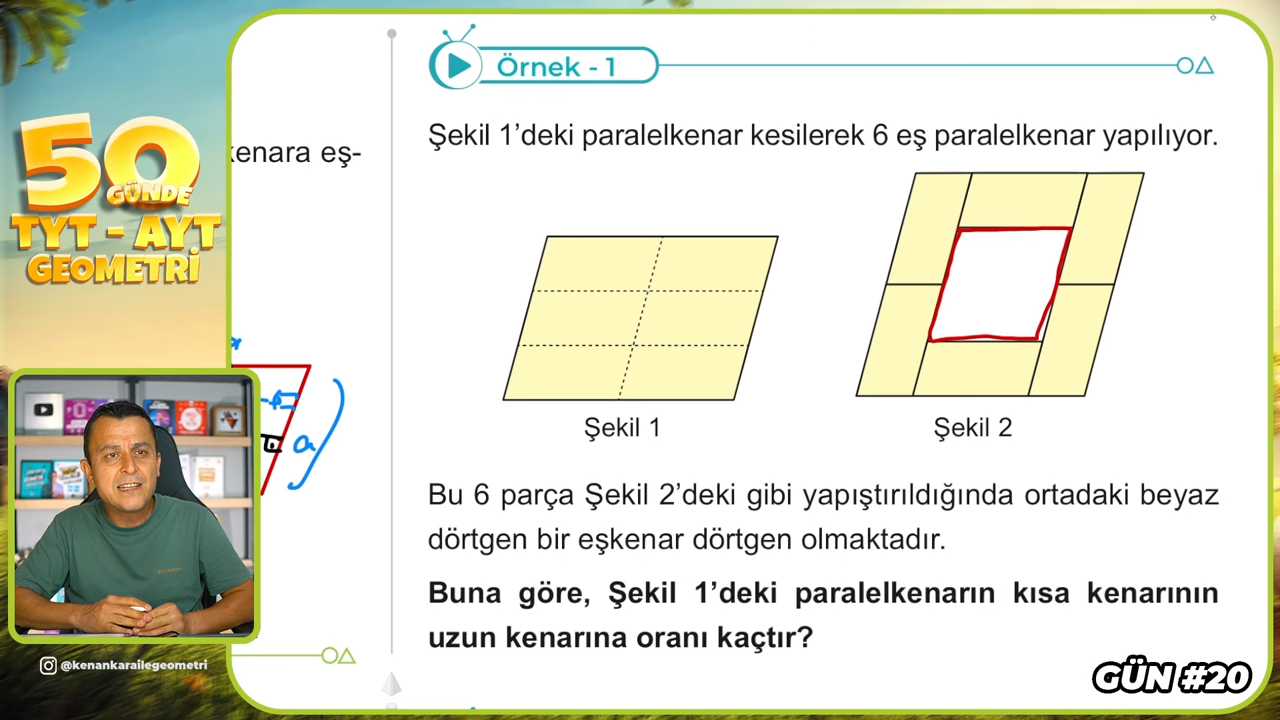 50
GÜNDE
TYT - AYT
GEOMETRİ
@kenankarailegeometri
kenara eş-
a
Örnek - 1
Şekil 1’deki paralelkenar kesilerek 6 eş paralelkenar yapılıyor.
Şekil 1
Şekil 2
Bu 6 parça Şekil 2’deki gibi yapıştırıldığında ortadaki beyaz
dörtgen bir eşkenar dörtgen olmaktadır.
Buna göre, Şekil 1’deki paralelkenarın kısa kenarının
uzun kenarına oranı kaçtır?
GÜN #20